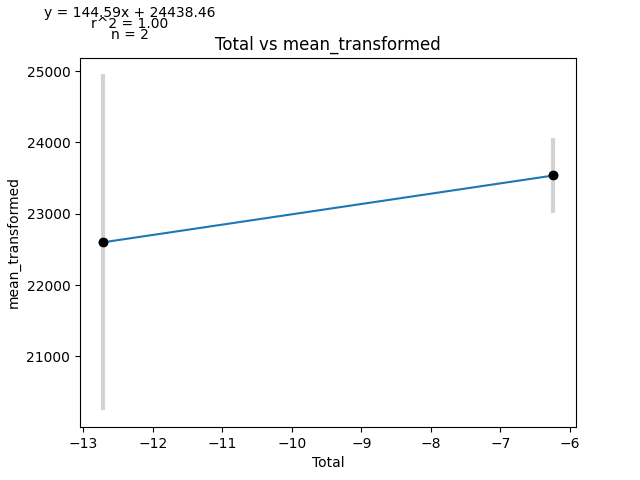 y = 144.59x + 24438.46
r^2 = 1.00
n = 2
Total vs mean_transformed
25000
24000
23000
22000
21000
mean_transformed
−13
−12
−11
−10
−9
−8
−7
−6
Total